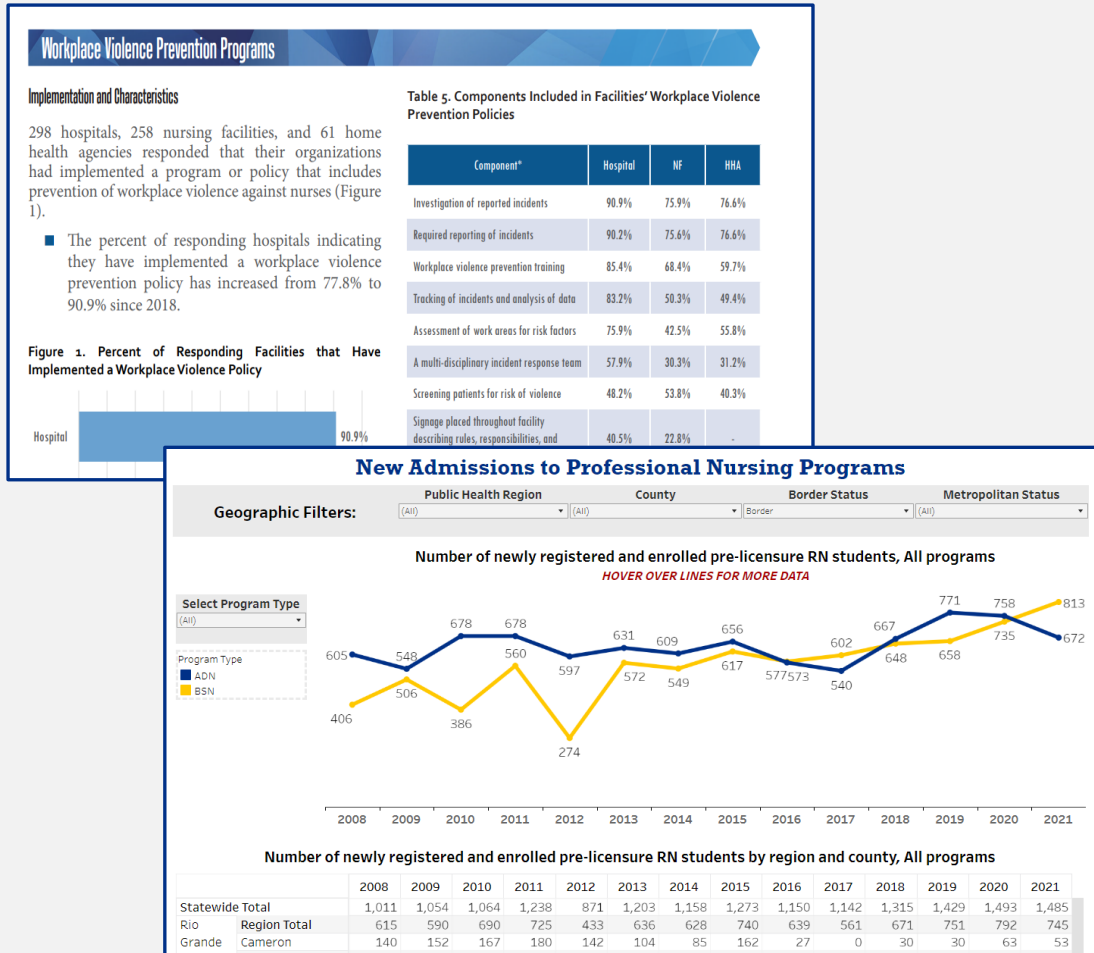 Workplace Violence Prevention Programs
Implementation and Characteristics
298 hospitals, 258 nursing facilities, and 61 home
health agencies responded that their organizations
had implemented a program or policy that includes
prevention of workplace violence against nurses (Figure
1).
The percent of responding hospitals indicating
they have implemented a workplace violence
prevention policy has increased from 77.8% to
90.9% since 2018.
Figure 1. Percent of Responding Facilities that Have
Implemented a Workplace Violence Policy
Hospital 90.9%
Table 5. Components Included in Facilities' Workplace Violence
Prevention Policies
Component* Hospital NF HHA
Investigation of reported incidents 90.9% 75.9% 76.6%
Required reporting of incidents 90.2% 75.6% 76.6%
Workplace violence prevention training 85.4% 68.4% 59.7%
Tracking of incidents and analysis of data 83.2% 50.3% 49.4%
Assessment of work areas for risk factors 75.9% 42.5% 55.8%
A multi-disciplinary incident response team 57.9% 30.3% 31.2%
Screening patients for risk of violence 48.2% 53.8% 40.3%
Signage placed throughout facility
describing rules, responsibilities, and 40.5% 22.8% -
New Admissions to Professional Nursing Programs
Public Health Region County Border Status Metropolitan Status
Geographic Filters: (All) (All) Border (All)
Number of newly registered and enrolled pre-licensure RN students, All programs
HOVER OVER LINES FOR MORE DATA
Select Program Type
(All)
Program Type
ADN
BSN
605 548 678 678 597 631 609 656 577 540 667 771 758 672
406 506 386 560 274 572 549 617 573 602 648 658 735 813
2008 2009 2010 2011 2012 2013 2014 2015 2016 2017 2018 2019 2020 2021
Number of newly registered and enrolled pre-licensure RN students by region and county, All programs
2008 2009 2010 2011 2012 2013 2014 2015 2016 2017 2018 2019 2020 2021
Statewide Total 1,011 1,054 1,064 1,238 871 1,203 1,158 1,273 1,150 1,142 1,315 1,429 1,493 1,485
Rio Region Total 615 590 690 725 433 636 628 740 639 561 671 751 792 745
Grande Cameron 140 152 167 180 142 104 85 162 27 0 30 30 63 53